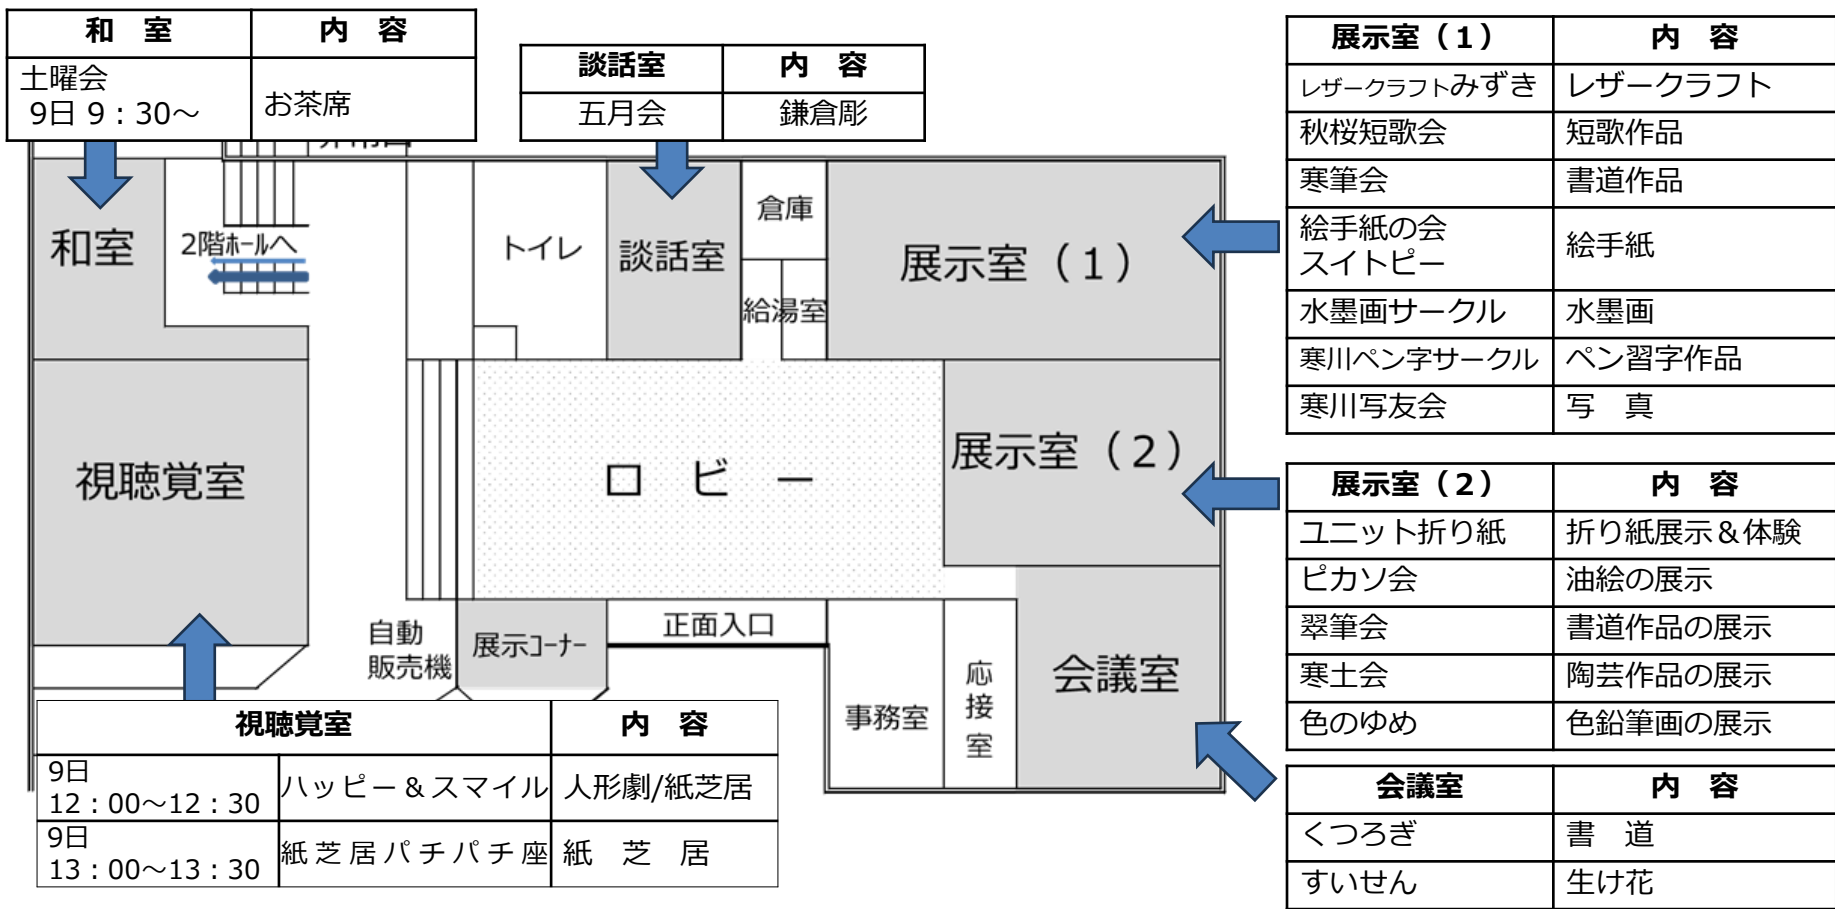 和　室　内　容
土曜会
9日 9：30～　お茶席
談話室　内　容
五月会　鎌倉彫
展示室（1）　内　容
レザークラフトみずき　レザークラフト
秋桜短歌会　短歌作品
寒筆会　書道作品
絵手紙の会
スイトピー　絵手紙
水墨画サークル　水墨画
寒川ペン字サークル　ペン習字作品
寒川写友会　写　真
和室
2階ﾎｰﾙへ
トイレ
談話室
倉庫
給湯室
展示室（1）
視聴覚室
ロ　ビ　ー
展示室（2）
自動
販売機
展示ｺｰﾅｰ
正面入口
事務室
応
接
室
会議室
展示室（2）　内　容
ユニット折り紙　折り紙展示＆体験
ピカソ会　油絵の展示
翠筆会　書道作品の展示
寒土会　陶芸作品の展示
色のゆめ　色鉛筆画の展示
視聴覚室　内　容
9日
12：00～12：30　ハッピー＆スマイル　人形劇/紙芝居
9日
13：00～13：30　紙芝居パチパチ座　紙　芝　居
会議室　内　容
くつろぎ　書　道
すいせん　生け花